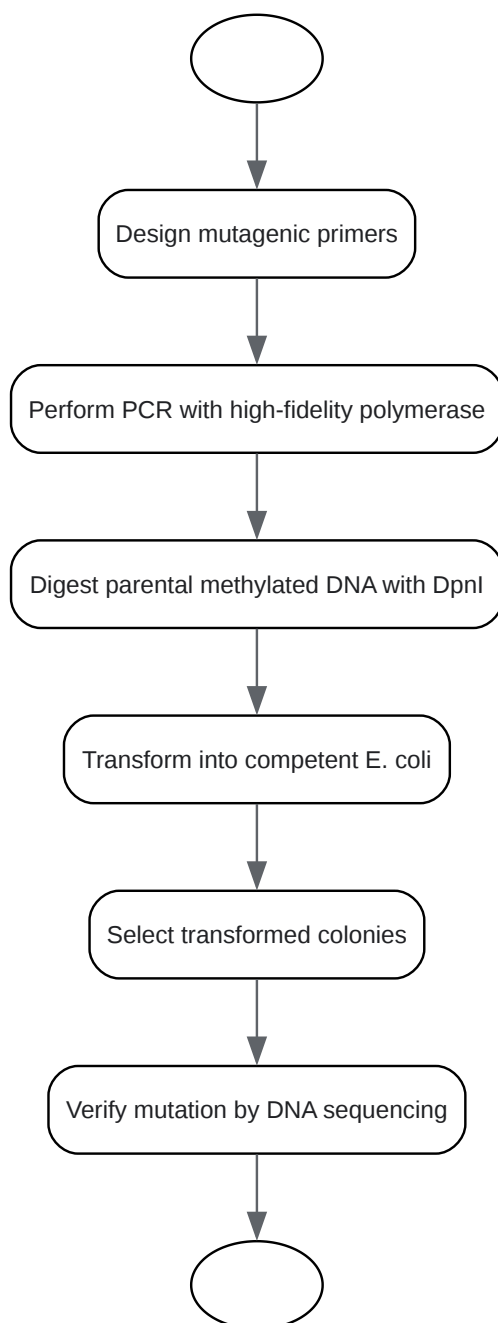 Design mutagenic primers
Perform PCR with high-fidelity polymerase
Digest parental methylated DNA with DpnI
Transform into competent E. coli
Select transformed colonies
Verify mutation by DNA sequencing